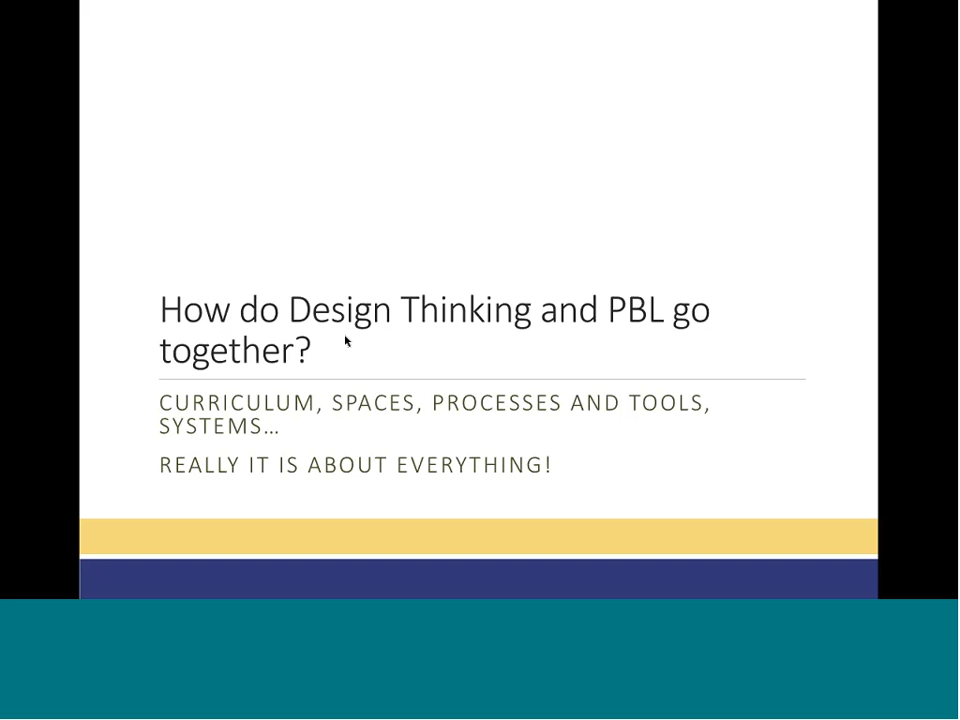 How do Design Thinking and PBL go
together?
CURRICULUM, SPACES, PROCESSES AND TOOLS,
SYSTEMS…
REALLY IT IS ABOUT EVERYTHING!